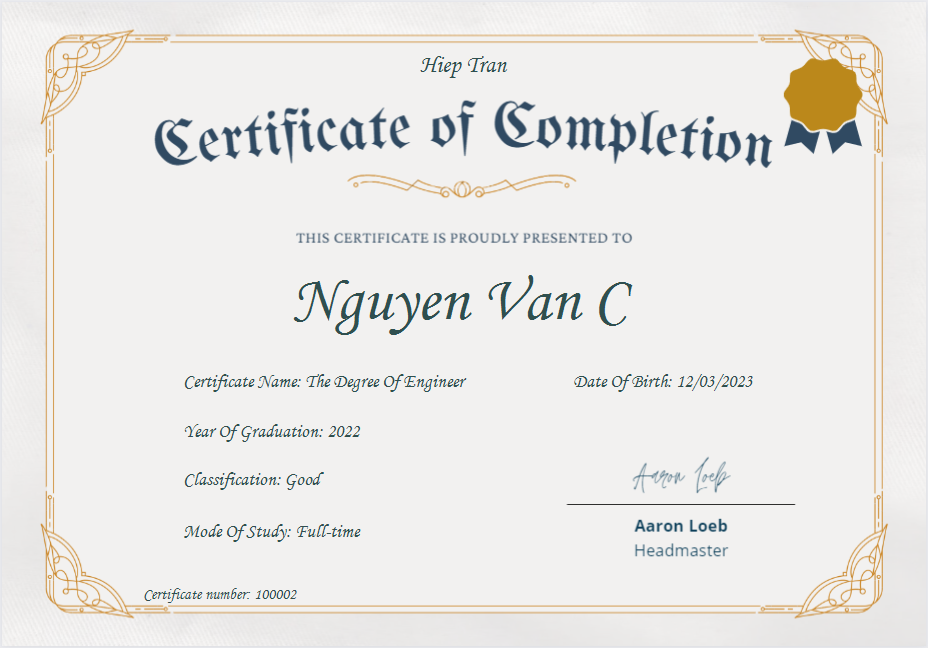 Hiep Tran
Certificate of Completion
THIS CERTIFICATE IS PROUDLY PRESENTED TO
Nguyen Van C
Certificate Name: The Degree Of Engineer
Date Of Birth: 12/03/2023
Year Of Graduation: 2022
Classification: Good
Aaron Loeb
Mode Of Study: Full-time
Aaron Loeb
Headmaster
Certificate number: 100002